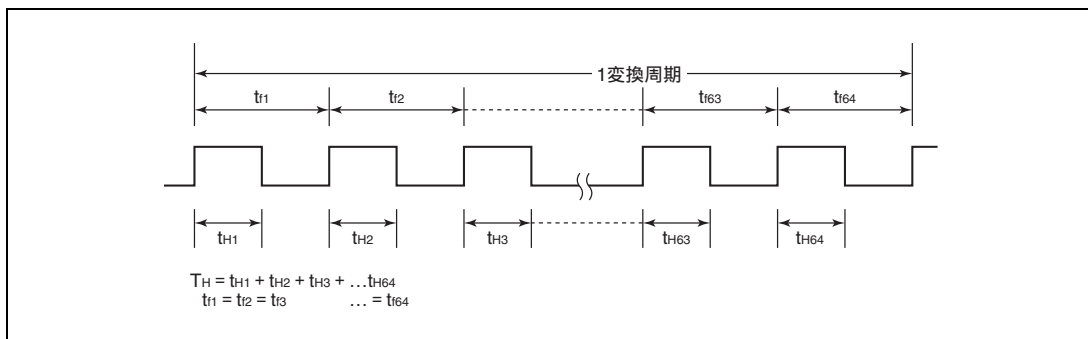 1変換周期
tf1 tf2 tf63 tf64
tH1 tH2 tH3 tH63 tH64
TH = tH1 + tH2 + tH3 + …tH64
tf1 = tf2 = tf3 … = tf64